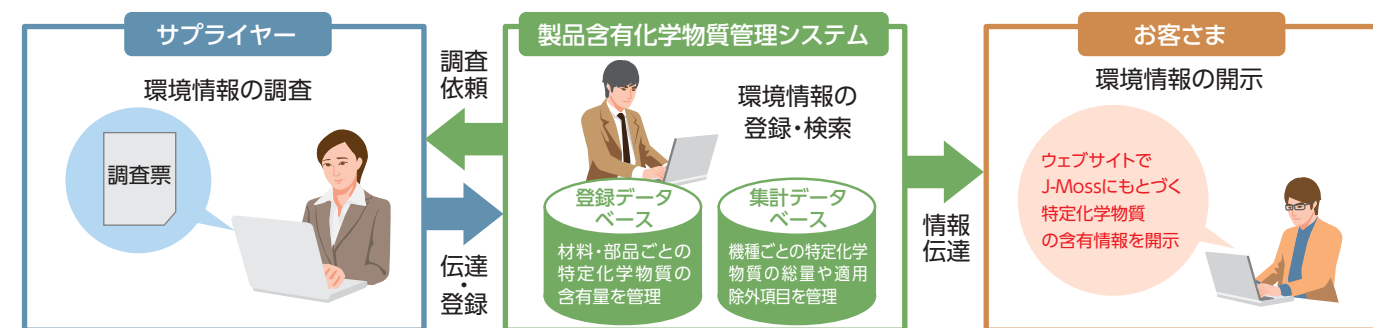 サプライヤー
環境情報の調査
調査票
調査
依頼
伝達
・
登録
製品含有化学物質管理システム
環境情報の
登録・検索
登録データ
ベース
材料・部品ごとの
特定化学物質の
含有量を管理
集計データ
ベース
機種ごとの特定化学
物質の総量や適用
除外項目を管理
情報
伝達
お客さま
環境情報の開示
ウェブサイトで
J-Mossにもとづく
特定化学物質
の含有情報を開示